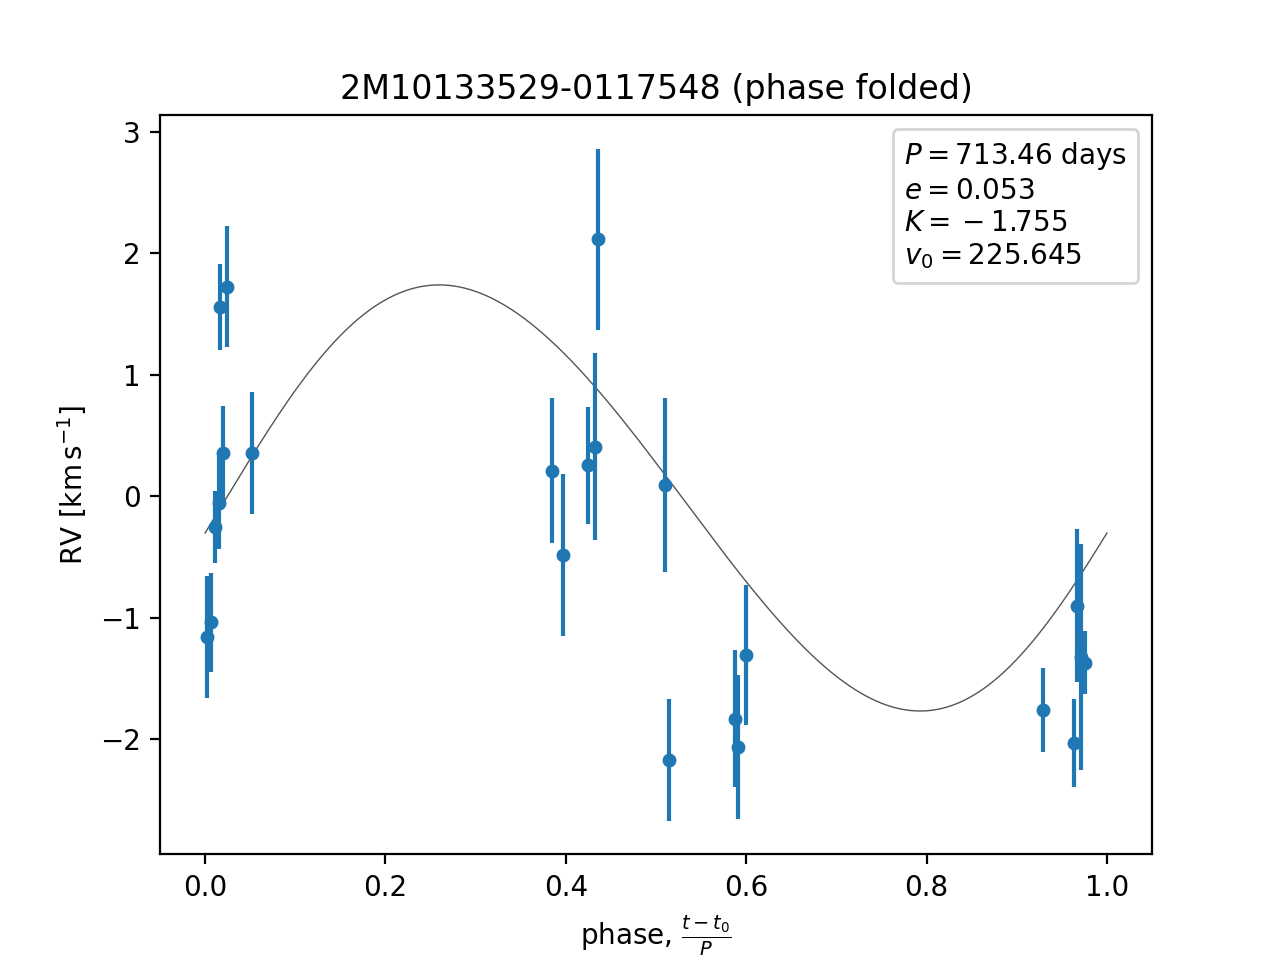 2M10133529-0117548 (phase folded)
P = 713.46 days
e = 0.053
K = −1.755
v₀ = 225.645
3
2
1
0
−1
−2
RV [km s⁻¹]
0.0 0.2 0.4 0.6 0.8 1.0
phase, (t − t₀)/P